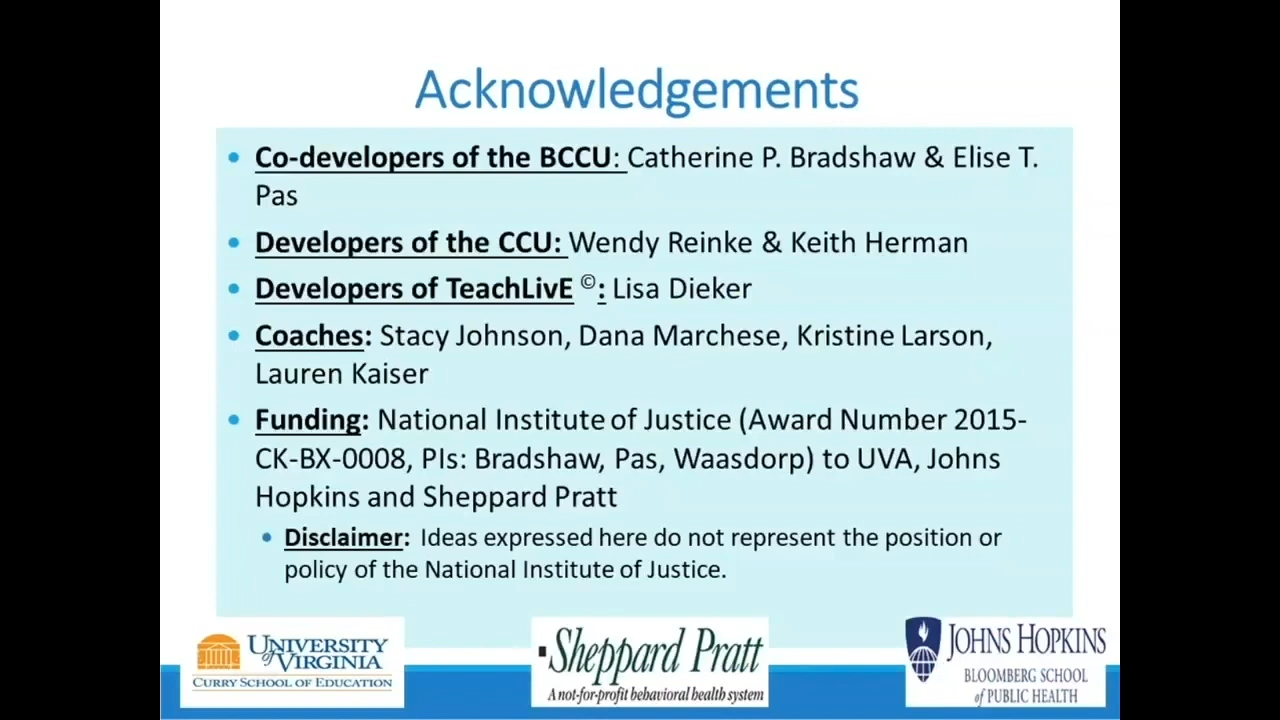 Acknowledgements
• Co-developers of the BCCU: Catherine P. Bradshaw & Elise T.
Pas
• Developers of the CCU: Wendy Reinke & Keith Herman
• Developers of TeachLivE ©: Lisa Dieker
• Coaches: Stacy Johnson, Dana Marchese, Kristine Larson,
Lauren Kaiser
• Funding: National Institute of Justice (Award Number 2015-
CK-BX-0008, PIs: Bradshaw, Pas, Waasdorp) to UVA, Johns
Hopkins and Sheppard Pratt
• Disclaimer: Ideas expressed here do not represent the position or
policy of the National Institute of Justice.
UNIVERSITY
of VIRGINIA
CURRY SCHOOL OF EDUCATION
Sheppard Pratt
A not-for-profit behavioral health system
JOHNS HOPKINS
BLOOMBERG SCHOOL
of PUBLIC HEALTH